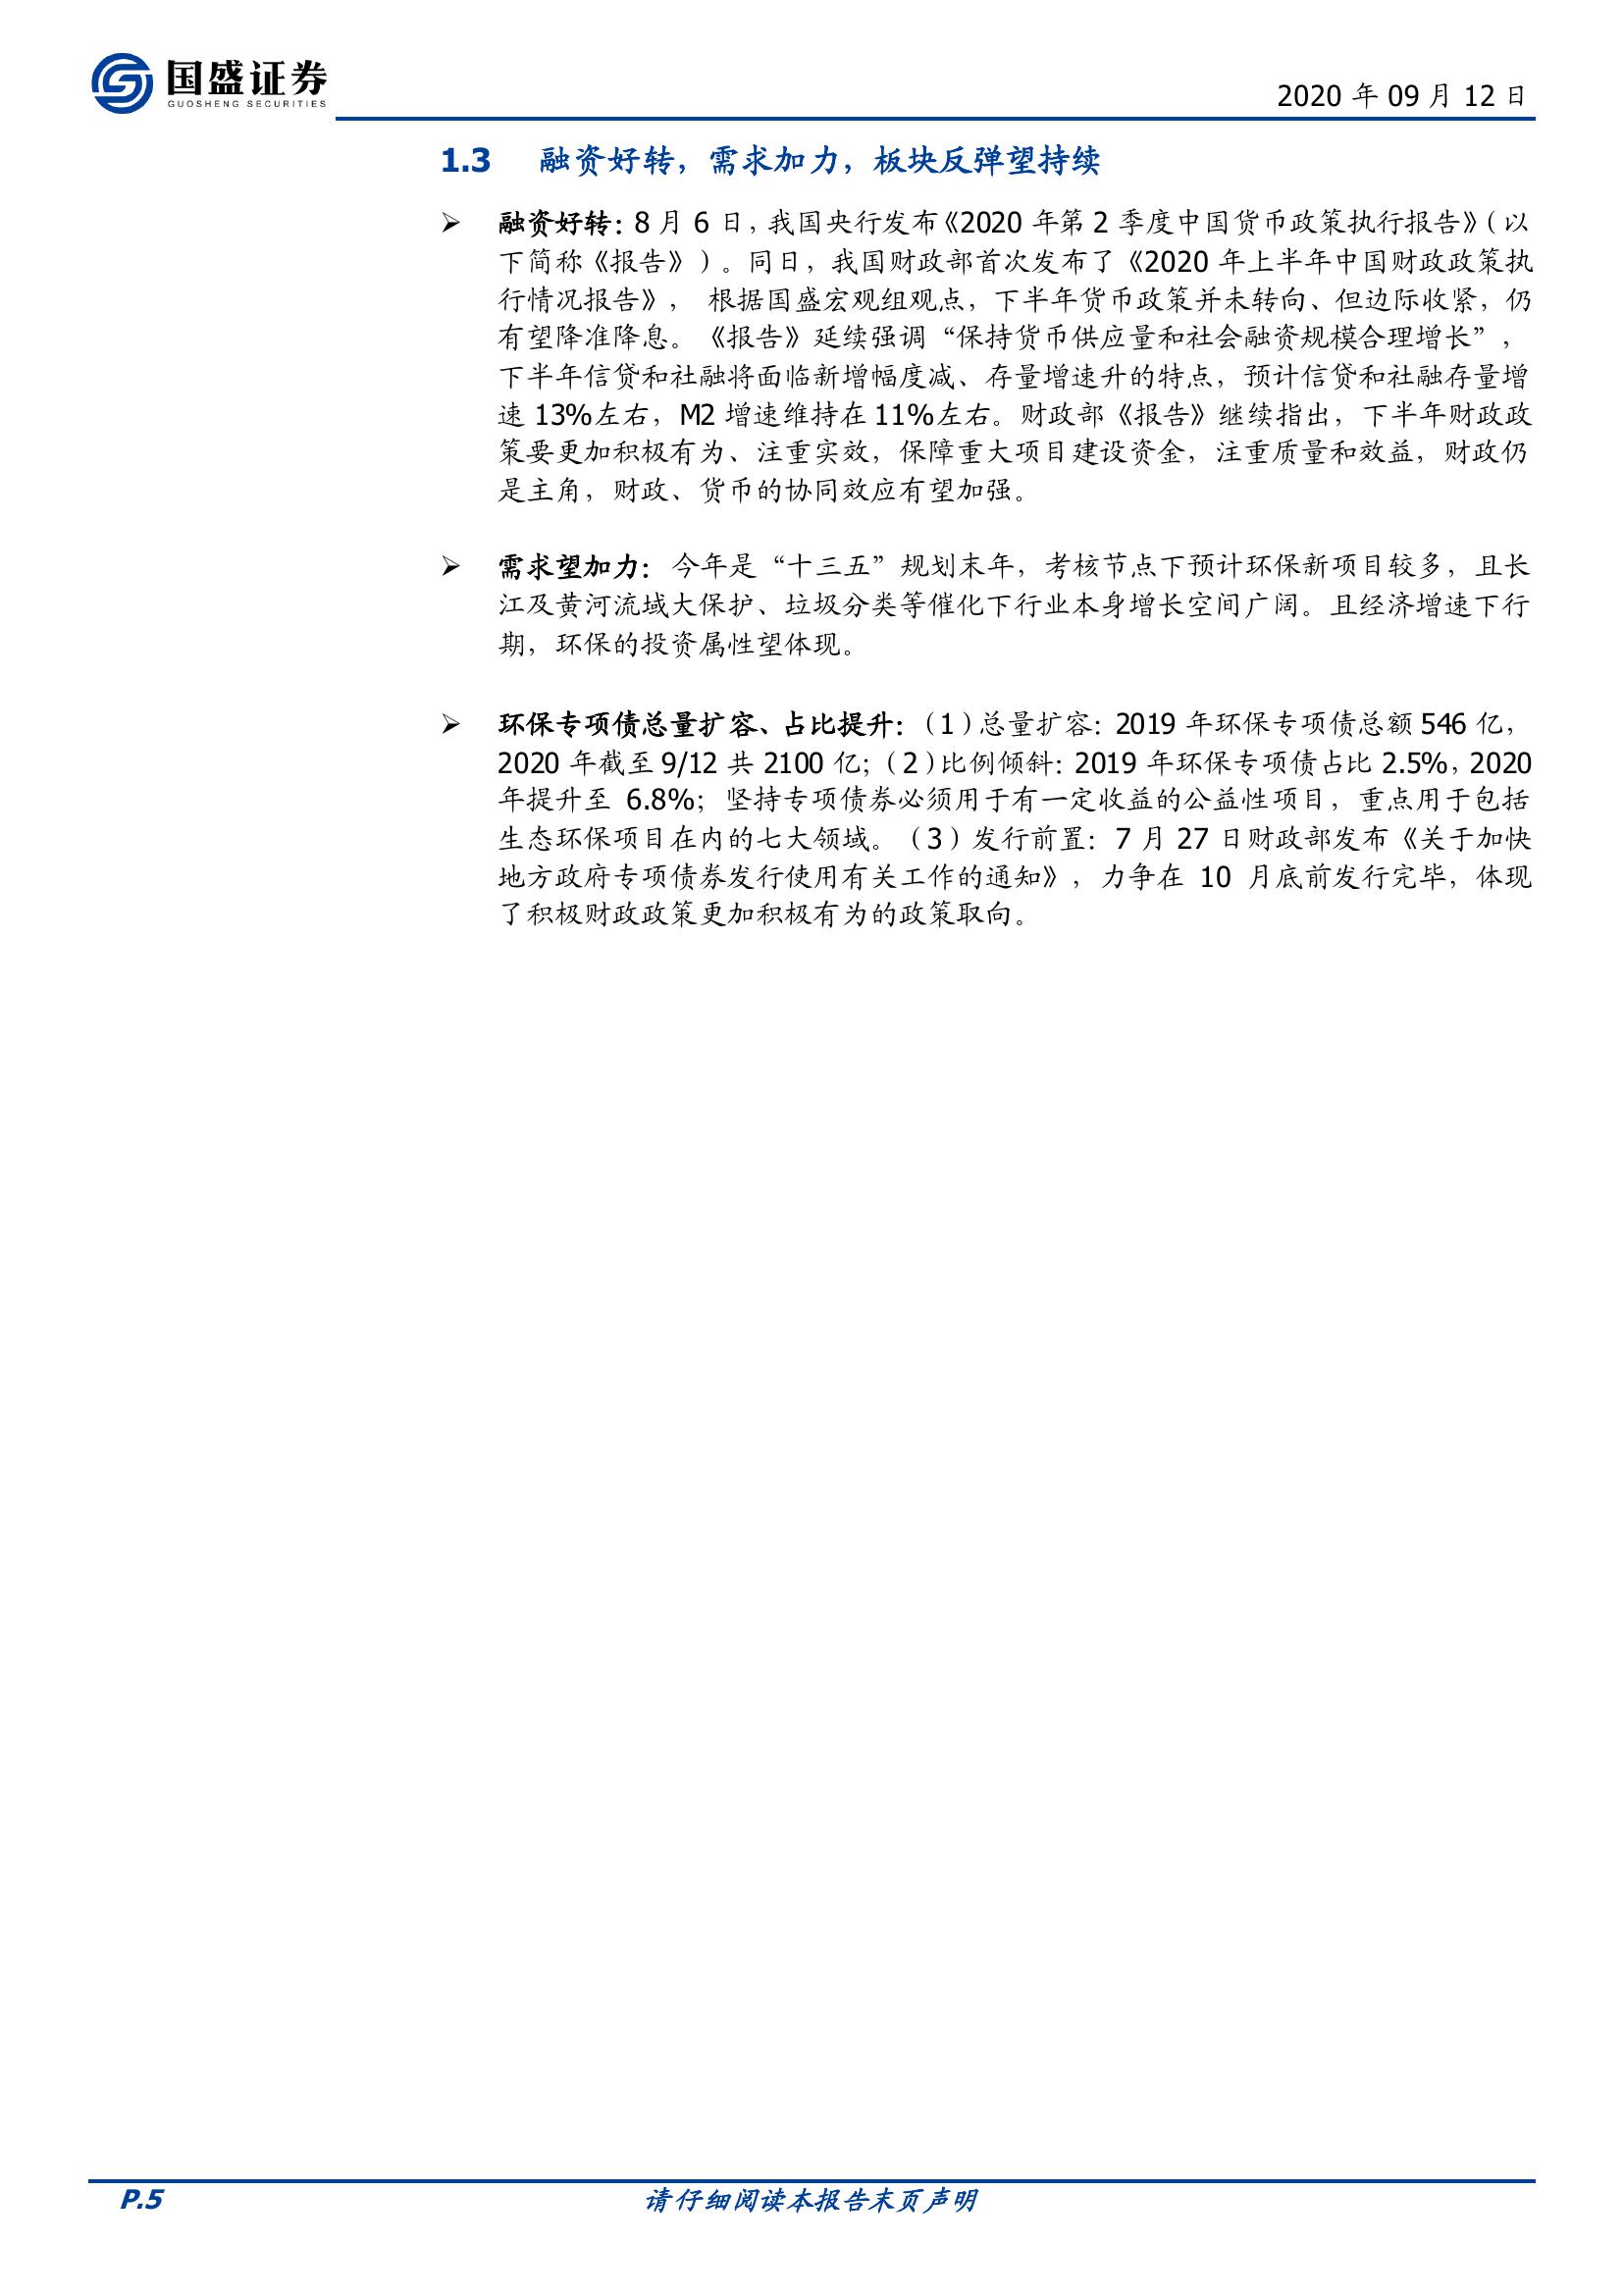 国盛证券
GUOSHENG SECURITIES
2020 年 09 月 12 日
1.3 融资好转，需求加力，板块反弹望持续
➢ 融资好转：8 月 6 日，我国央行发布《2020 年第 2 季度中国货币政策执行报告》（以
下简称《报告》）。同日，我国财政部首次发布了《2020 年上半年中国财政政策执
行情况报告》， 根据国盛宏观组观点，下半年货币政策并未转向、但边际收紧，仍
有望降准降息。《报告》延续强调“保持货币供应量和社会融资规模合理增长”，
下半年信贷和社融将面临新增幅度减、存量增速升的特点，预计信贷和社融存量增
速 13%左右，M2 增速维持在 11%左右。财政部《报告》继续指出，下半年财政政
策要更加积极有为、注重实效，保障重大项目建设资金，注重质量和效益，财政仍
是主角，财政、货币的协同效应有望加强。
➢ 需求望加力：今年是“十三五”规划末年，考核节点下预计环保新项目较多，且长
江及黄河流域大保护、垃圾分类等催化下行业本身增长空间广阔。且经济增速下行
期，环保的投资属性望体现。
➢ 环保专项债总量扩容、占比提升：（1）总量扩容：2019 年环保专项债总额 546 亿，
2020 年截至 9/12 共 2100 亿；（2）比例倾斜：2019 年环保专项债占比 2.5%，2020
年提升至 6.8%；坚持专项债券必须用于有一定收益的公益性项目，重点用于包括
生态环保项目在内的七大领域。（3）发行前置：7 月 27 日财政部发布《关于加快
地方政府专项债券发行使用有关工作的通知》，力争在 10 月底前发行完毕，体现
了积极财政政策更加积极有为的政策取向。
P.5 请仔细阅读本报告末页声明